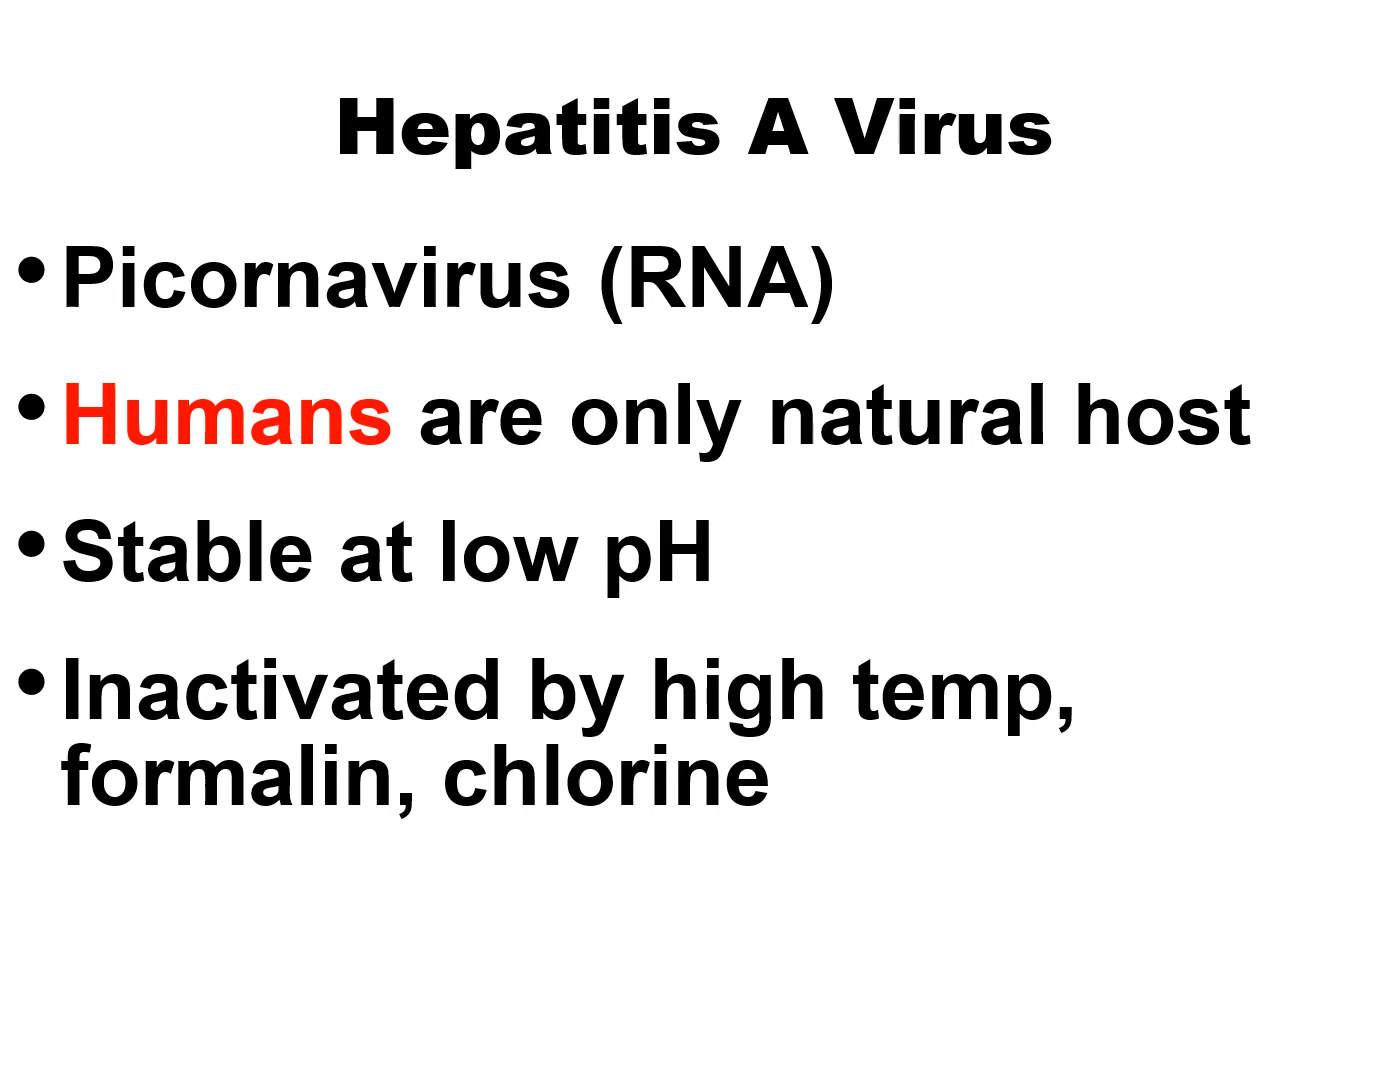 Hepatitis A Virus
• Picornavirus (RNA)
• Humans are only natural host
• Stable at low pH
• Inactivated by high temp,
formalin, chlorine